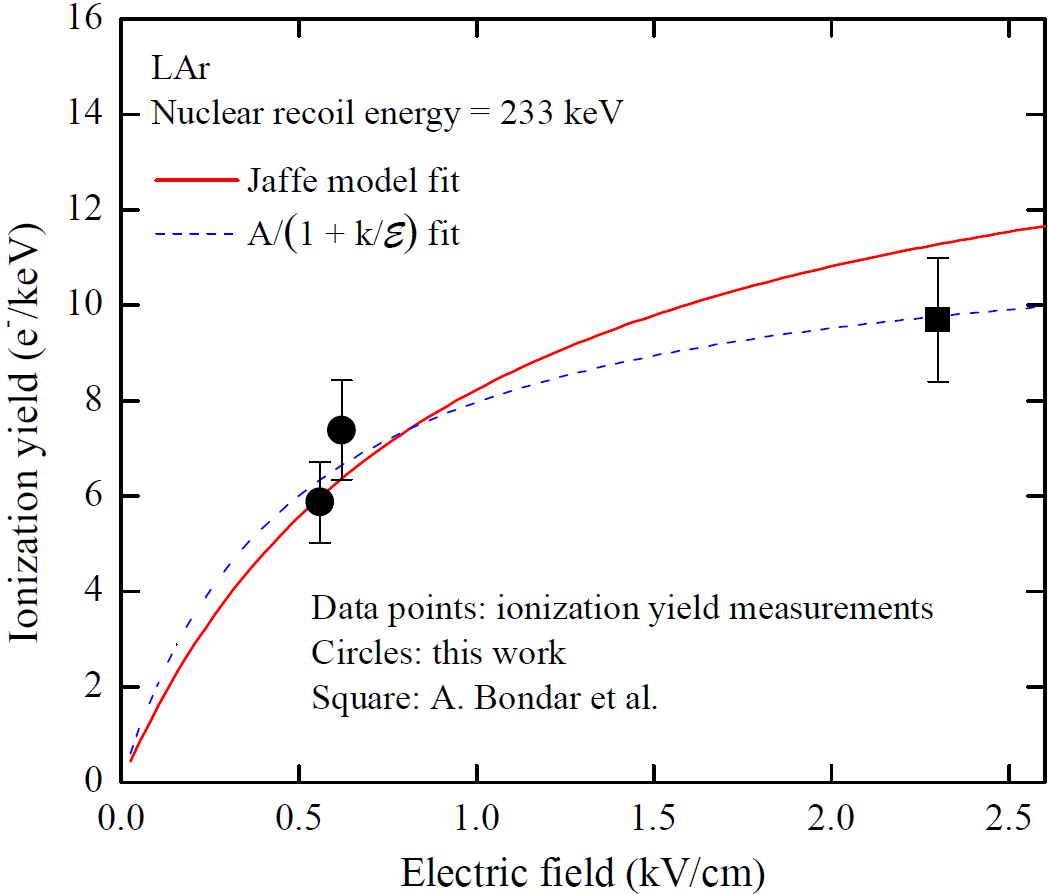 16
14
12
10
8
6
4
2
0
Ionization yield (e⁻/keV)
LAr
Nuclear recoil energy = 233 keV
Jaffe model fit
A/(1 + k/ℰ) fit
Data points: ionization yield measurements
Circles: this work
Square: A. Bondar et al.
0.0 0.5 1.0 1.5 2.0 2.5
Electric field (kV/cm)